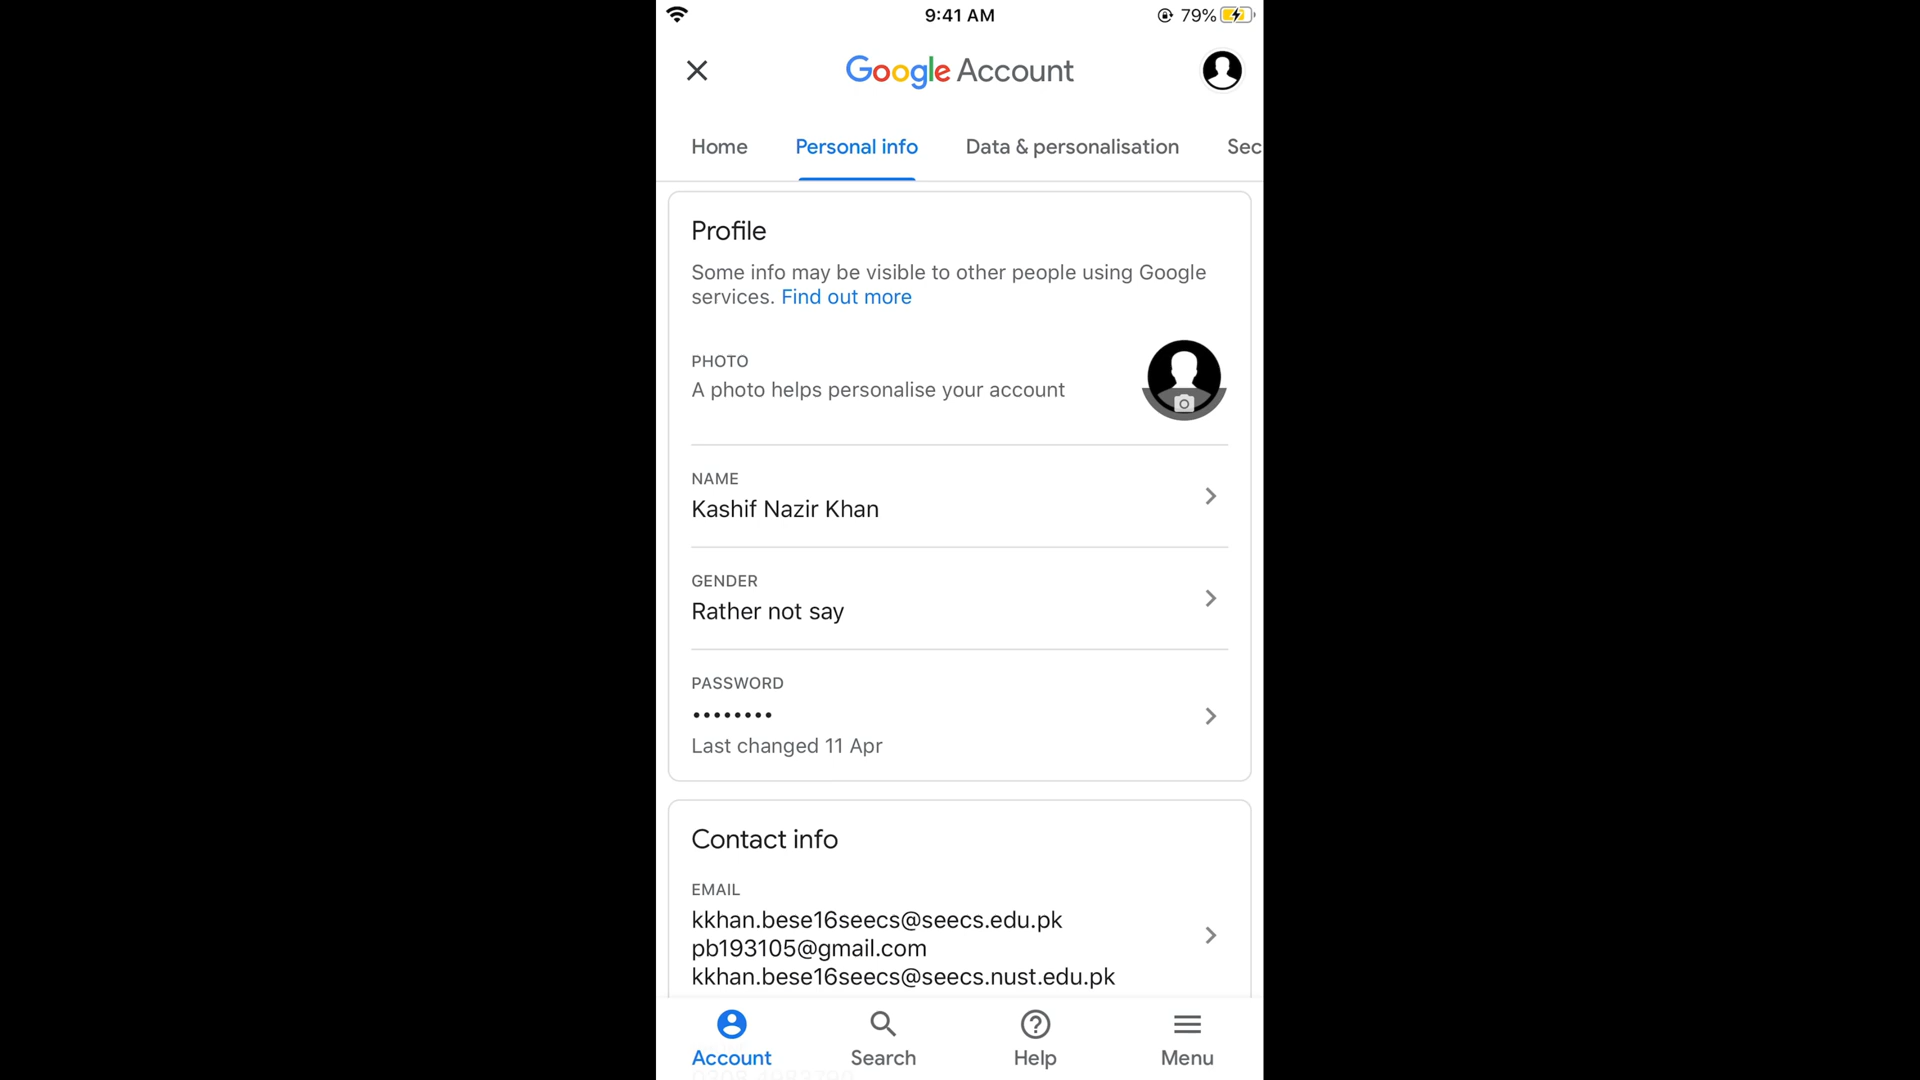 9:41 AM
79%
Google Account
Home
Personal info
Data & personalisation
Sec
Profile
Some info may be visible to other people using Google
services. Find out more
PHOTO
A photo helps personalise your account
NAME
Kashif Nazir Khan
GENDER
Rather not say
PASSWORD
••••••••
Last changed 11 Apr
Contact info
EMAIL
kkhan.bese16seecs@seecs.edu.pk
pb193105@gmail.com
kkhan.bese16seecs@seecs.nust.edu.pk
Account
Search
Help
Menu